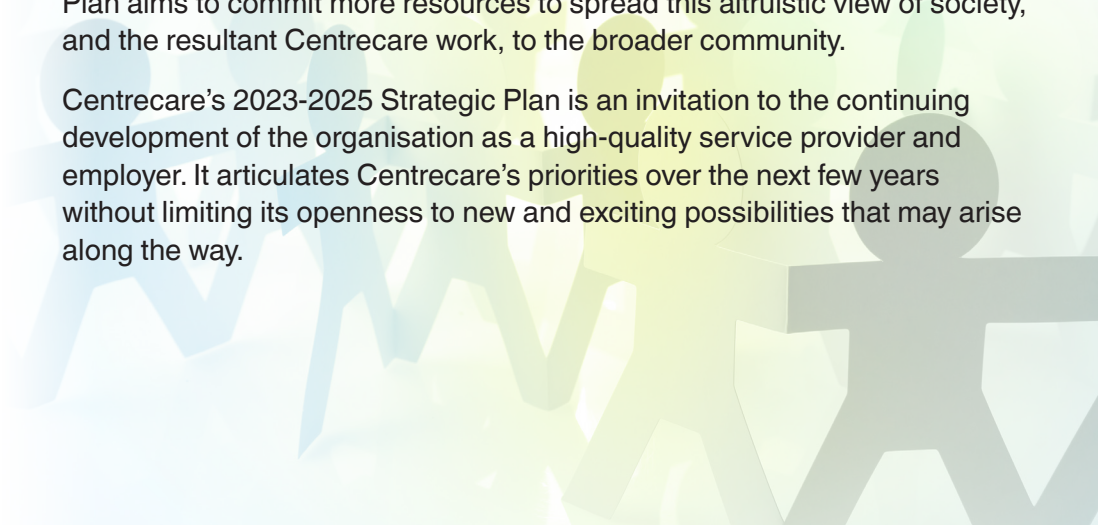 Plan aims to commit more resources to spread this altruistic view of society,
and the resultant Centrecare work, to the broader community.
Centrecare's 2023-2025 Strategic Plan is an invitation to the continuing
development of the organisation as a high-quality service provider and
employer. It articulates Centrecare's priorities over the next few years
without limiting its openness to new and exciting possibilities that may arise
along the way.